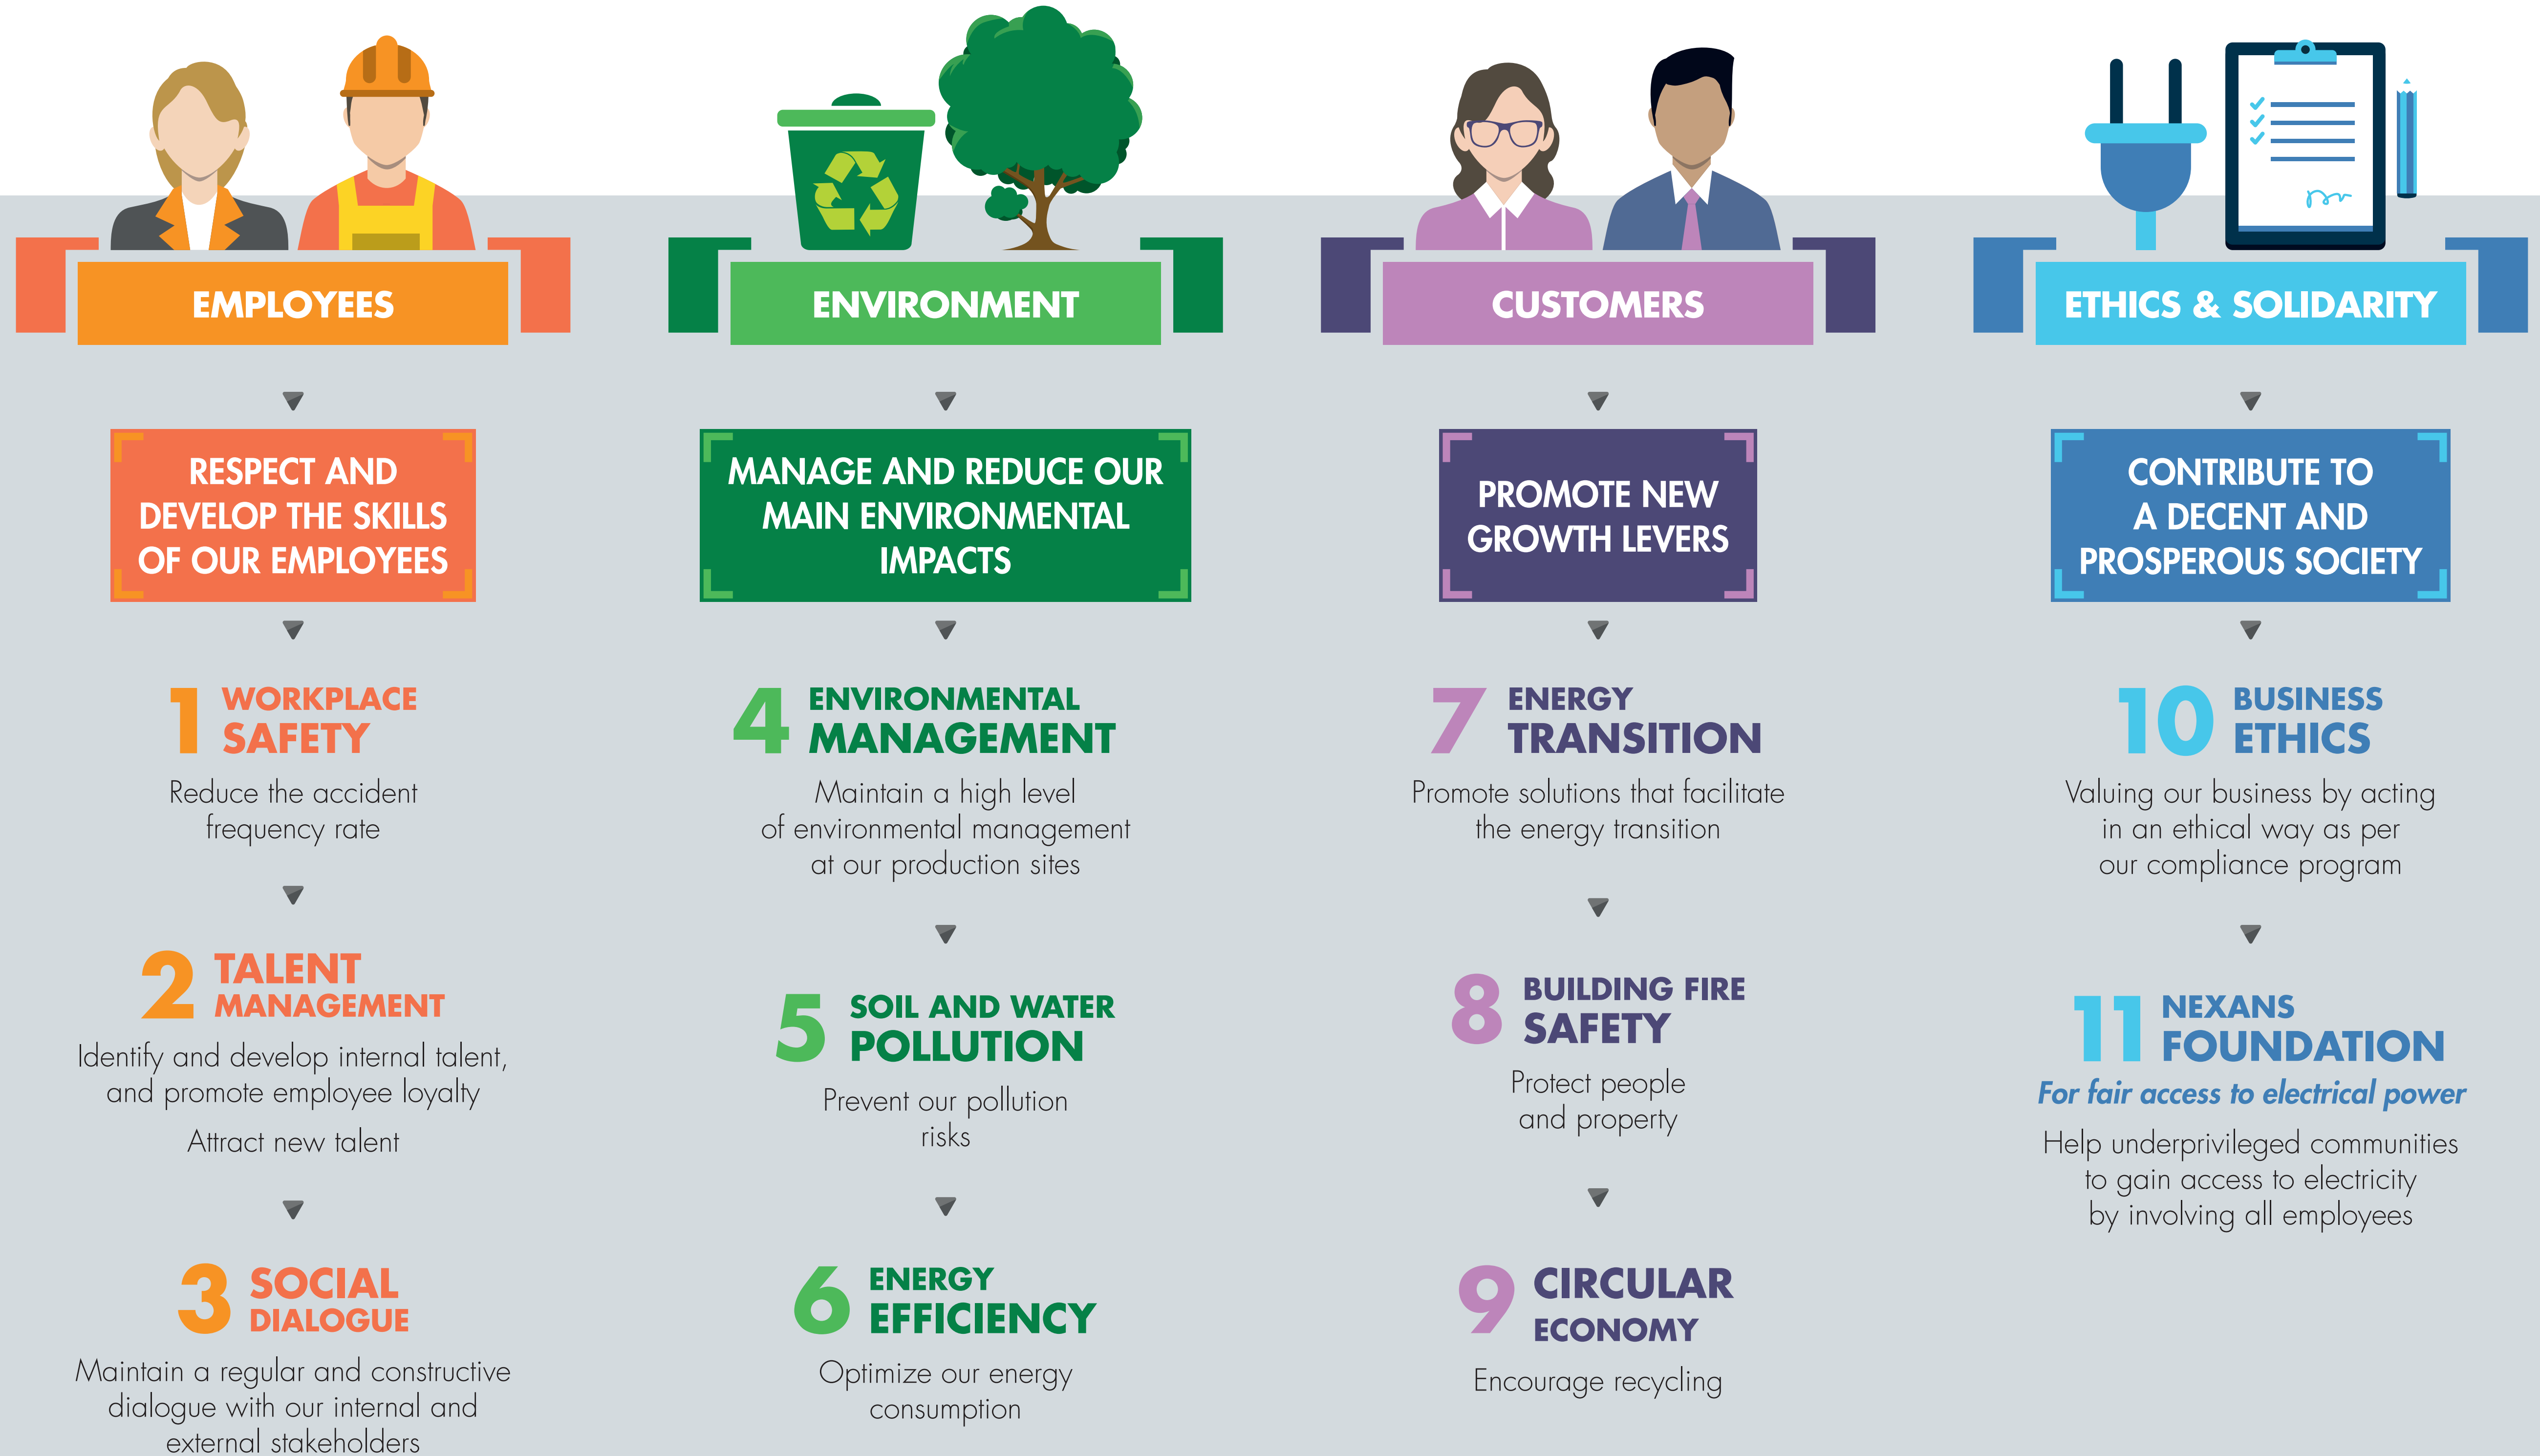 EMPLOYEES
RESPECT AND
DEVELOP THE SKILLS
OF OUR EMPLOYEES
1 WORKPLACE
SAFETY
Reduce the accident
frequency rate
2 TALENT
MANAGEMENT
Identify and develop internal talent,
and promote employee loyalty
Attract new talent
3 SOCIAL
DIALOGUE
Maintain a regular and constructive
dialogue with our internal and
external stakeholders
ENVIRONMENT
MANAGE AND REDUCE OUR
MAIN ENVIRONMENTAL
IMPACTS
4 ENVIRONMENTAL
MANAGEMENT
Maintain a high level
of environmental management
at our production sites
5 SOIL AND WATER
POLLUTION
Prevent our pollution
risks
6 ENERGY
EFFICIENCY
Optimize our energy
consumption
CUSTOMERS
PROMOTE NEW
GROWTH LEVERS
7 ENERGY
TRANSITION
Promote solutions that facilitate
the energy transition
8 BUILDING FIRE
SAFETY
Protect people
and property
9 CIRCULAR
ECONOMY
Encourage recycling
ETHICS & SOLIDARITY
CONTRIBUTE TO
A DECENT AND
PROSPEROUS SOCIETY
10 BUSINESS
ETHICS
Valuing our business by acting
in an ethical way as per
our compliance program
11 NEXANS
FOUNDATION
For fair access to electrical power
Help underprivileged communities
to gain access to electricity
by involving all employees